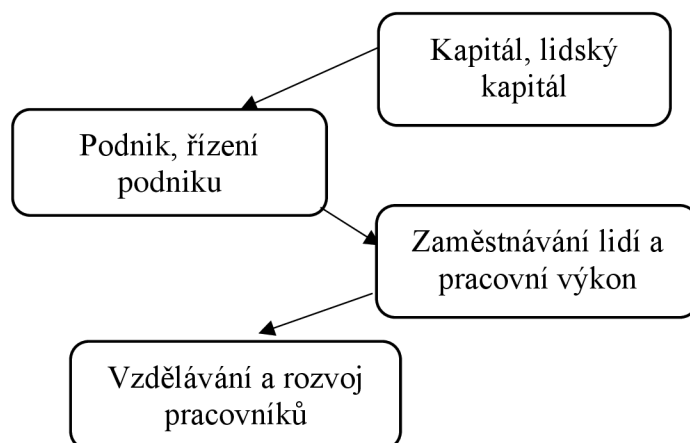 Kapitál, lidský
kapitál
Podnik, řízení
podniku
Zaměstnávání lidí a
pracovní výkon
Vzdělávání a rozvoj
pracovníků